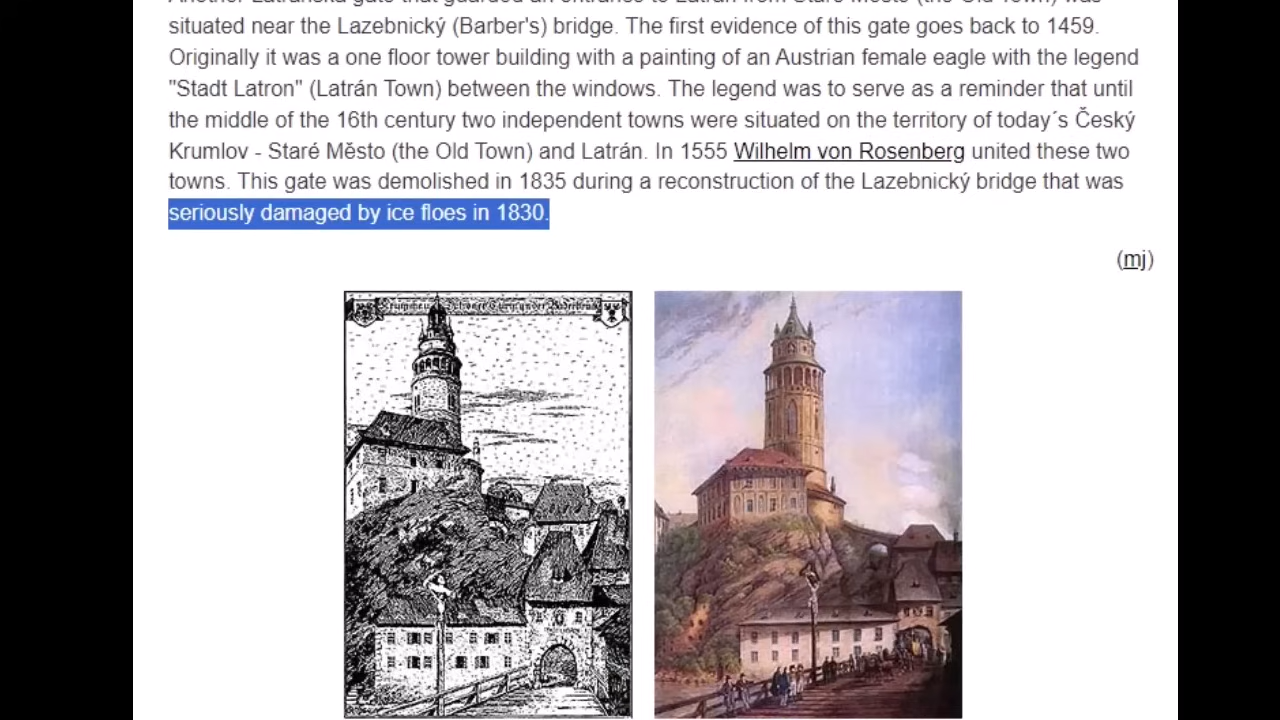 Another Latránská gate that guarded an entrance to Latrán from Staré Město (the Old Town) was
situated near the Lazebnický (Barber's) bridge. The first evidence of this gate goes back to 1459.
Originally it was a one floor tower building with a painting of an Austrian female eagle with the legend
"Stadt Latron" (Latrán Town) between the windows. The legend was to serve as a reminder that until
the middle of the 16th century two independent towns were situated on the territory of today´s Český
Krumlov - Staré Město (the Old Town) and Latrán. In 1555 Wilhelm von Rosenberg united these two
towns. This gate was demolished in 1835 during a reconstruction of the Lazebnický bridge that was
seriously damaged by ice floes in 1830.
(mj)